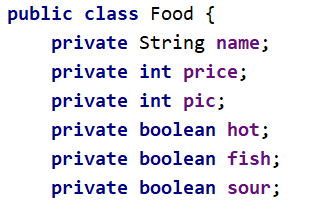 public class Food {
    private String name;
    private int price;
    private int pic;
    private boolean hot;
    private boolean fish;
    private boolean sour;